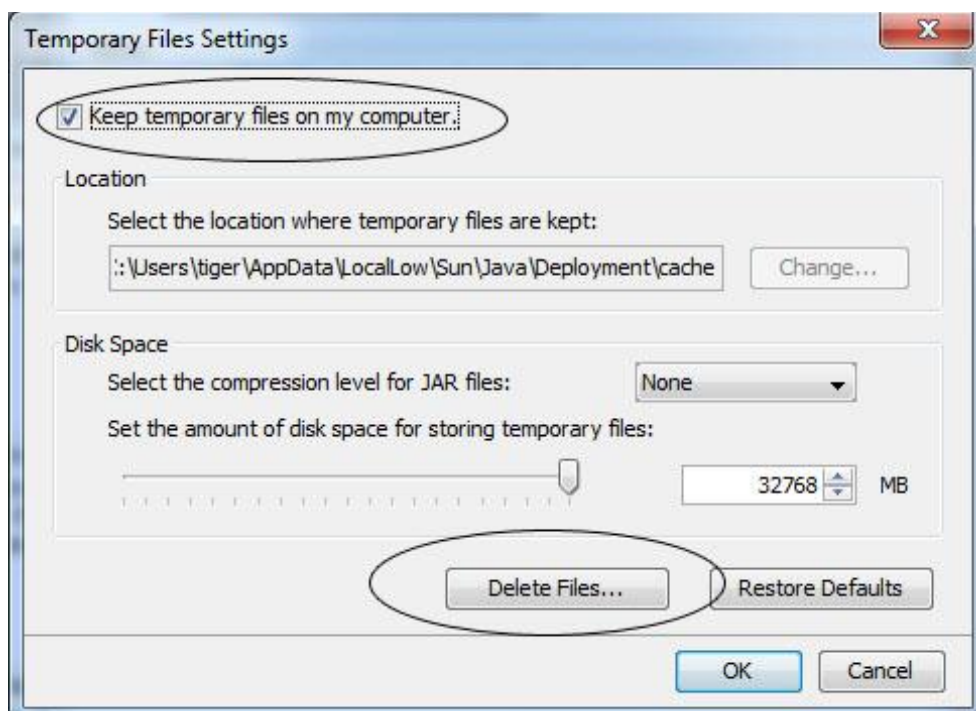 Temporary Files Settings
Keep temporary files on my computer.
Location
Select the location where temporary files are kept:
:\Users\tiger\AppData\LocalLow\Sun\Java\Deployment\cache
Change...
Disk Space
Select the compression level for JAR files:
None
Set the amount of disk space for storing temporary files:
32768 MB
Delete Files...
Restore Defaults
OK
Cancel